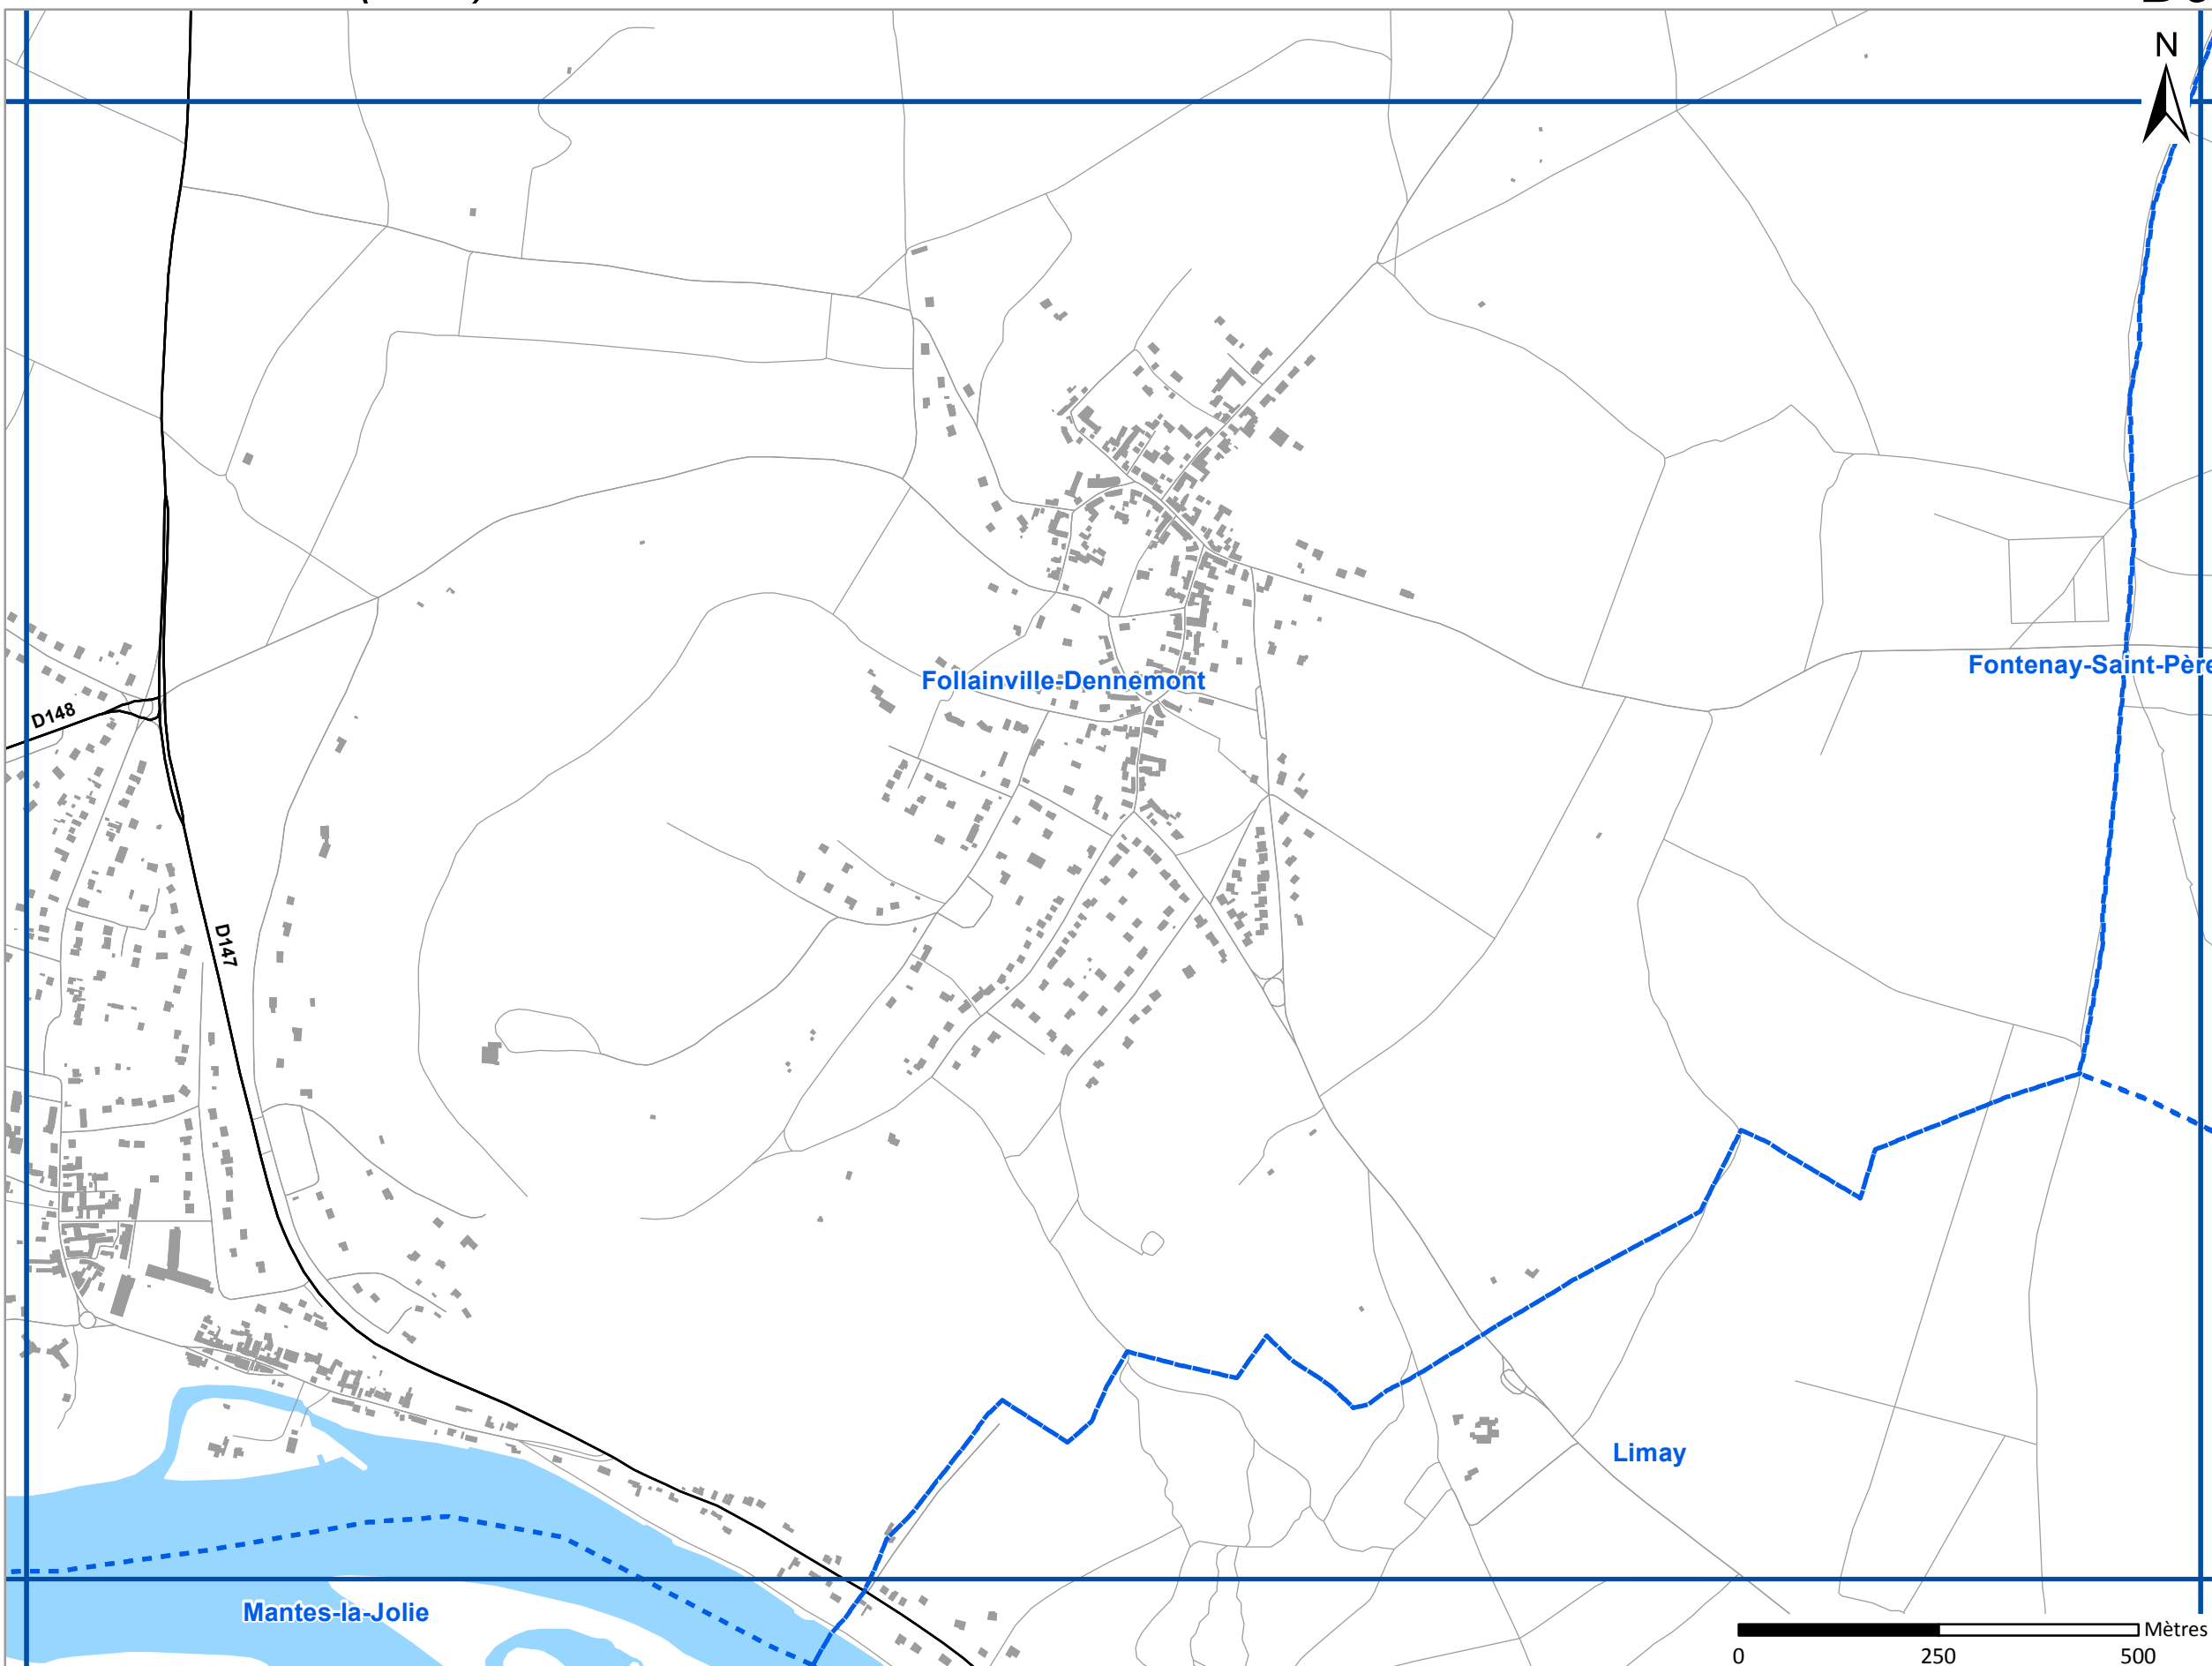 N
Follainville-Dennemont
Fontenay-Saint-Père
D148
D147
Limay
Mantes-la-Jolie
Mètres
0 250 500